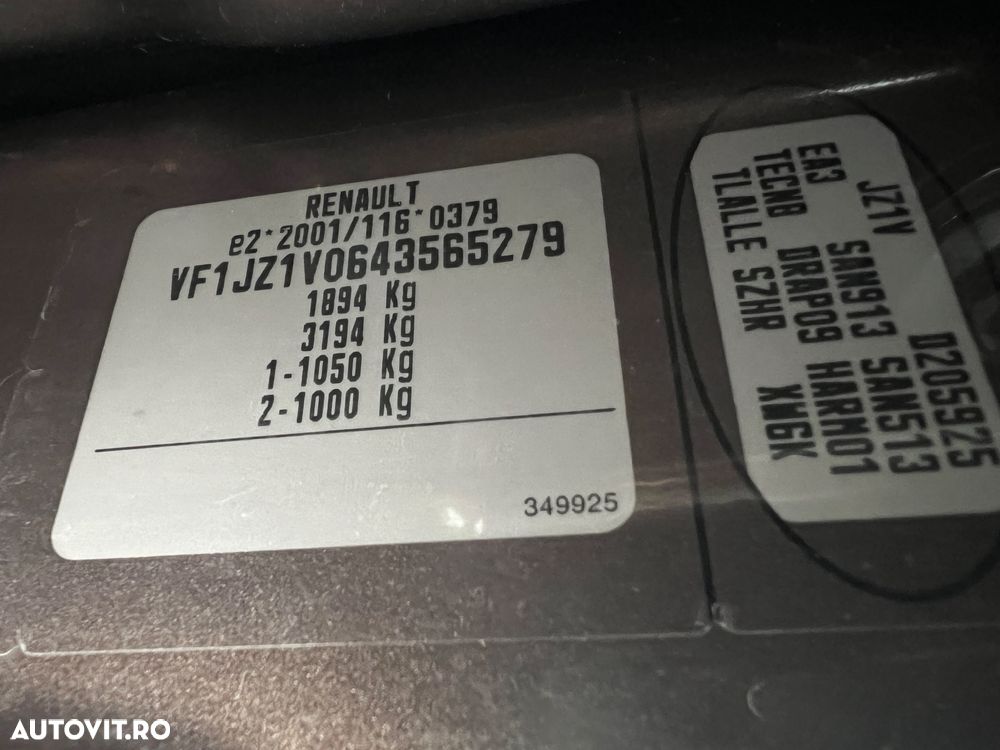 RENAULT
e2*2001/116*0379
VF1JZ1V0643565279
1894 Kg
3194 Kg
1-1050 Kg
2-1000 Kg
349925
JZ1V D205925
EA3 SAN913 SAN513
TECNB DRAP09 HARM01
TLALLE SZHR XW6K
AUTOVIT.RO